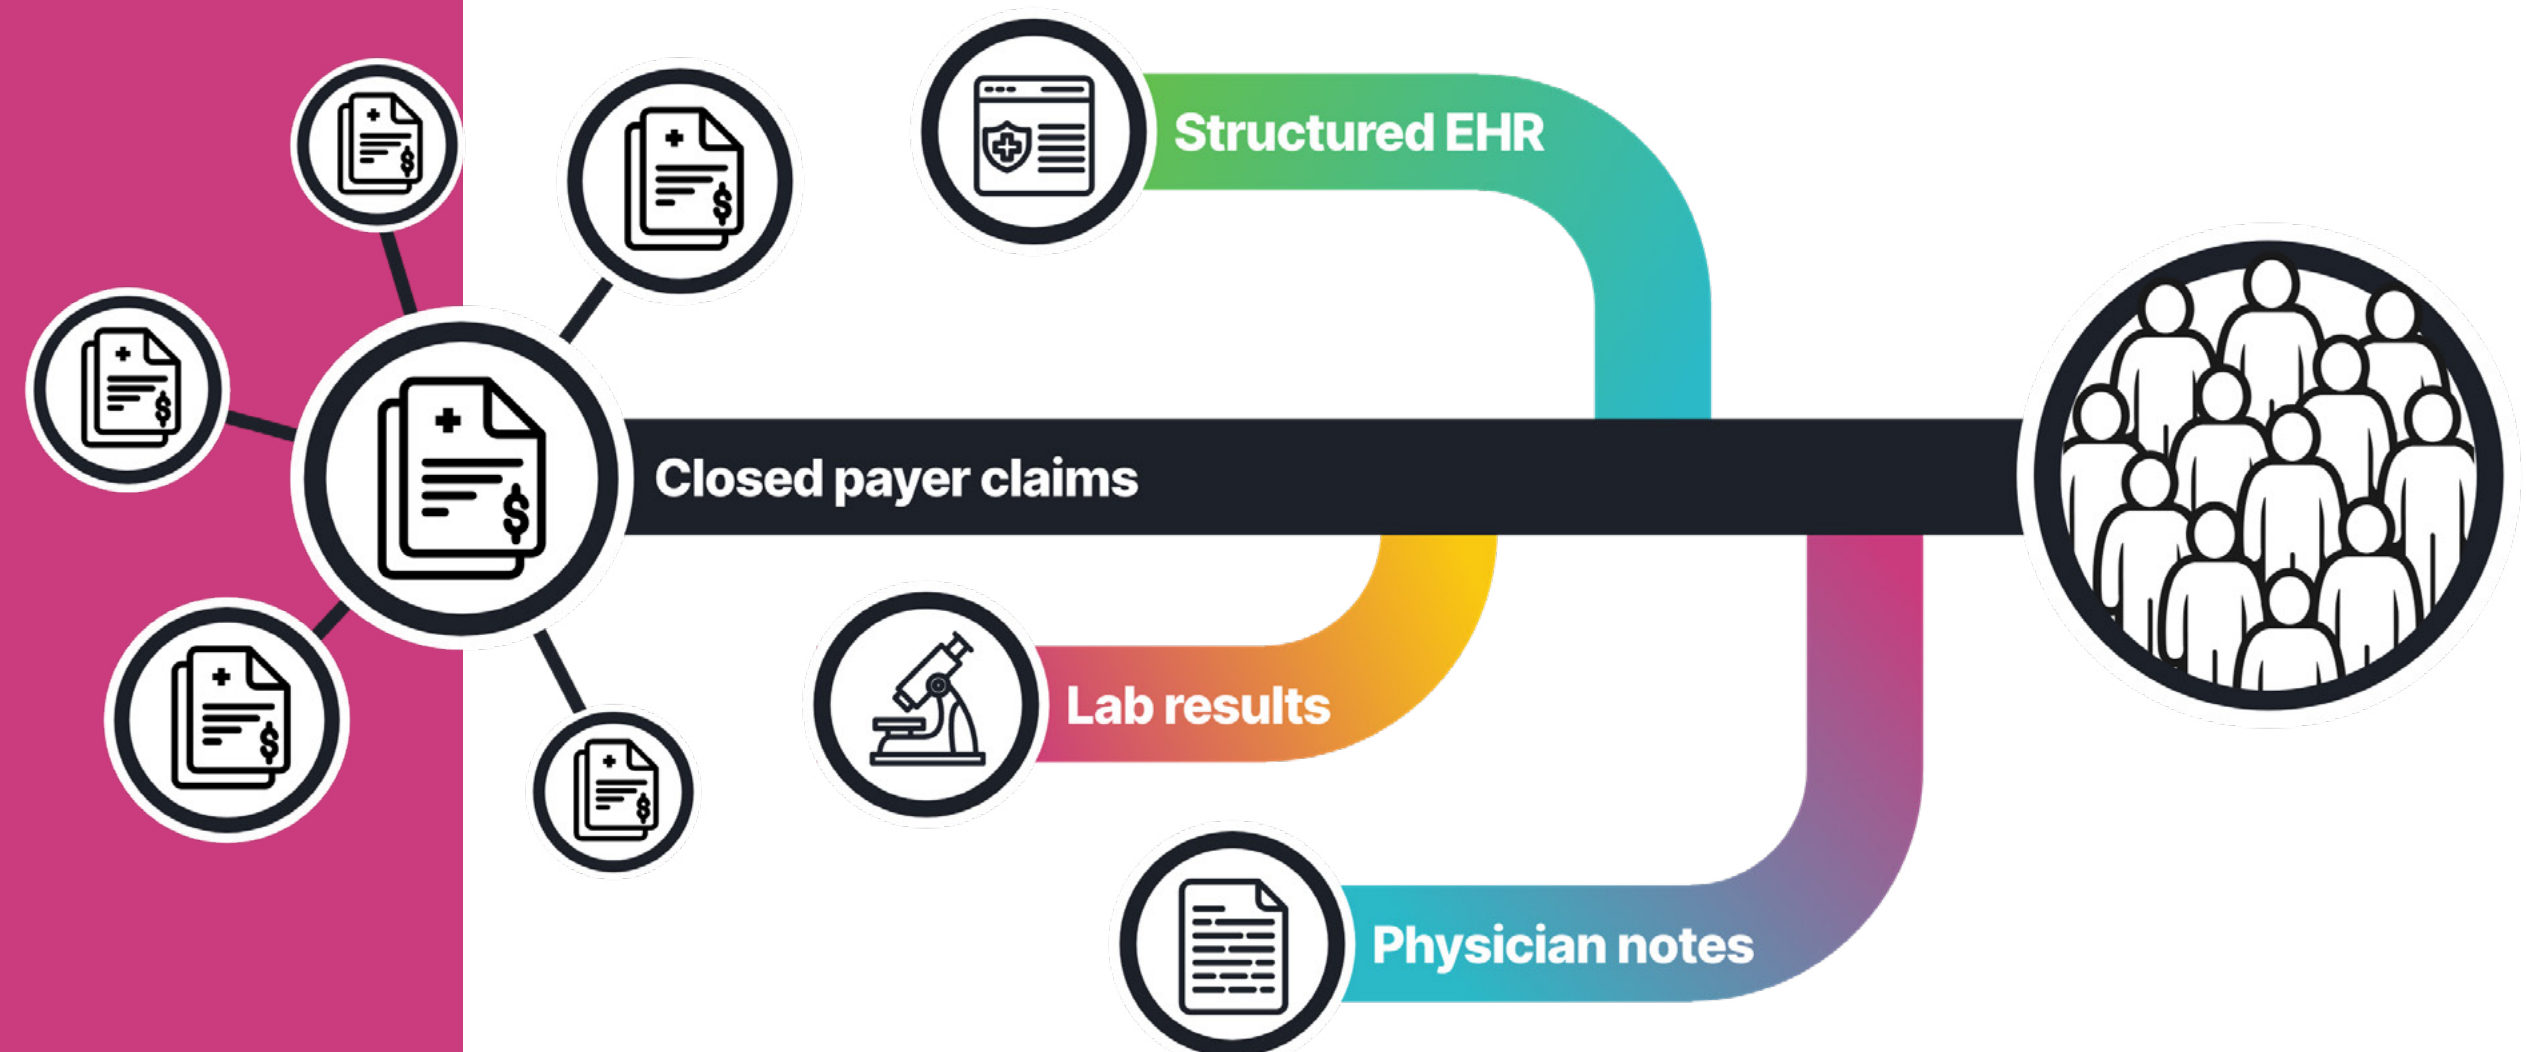 Structured EHR
Closed payer claims
Lab results
Physician notes